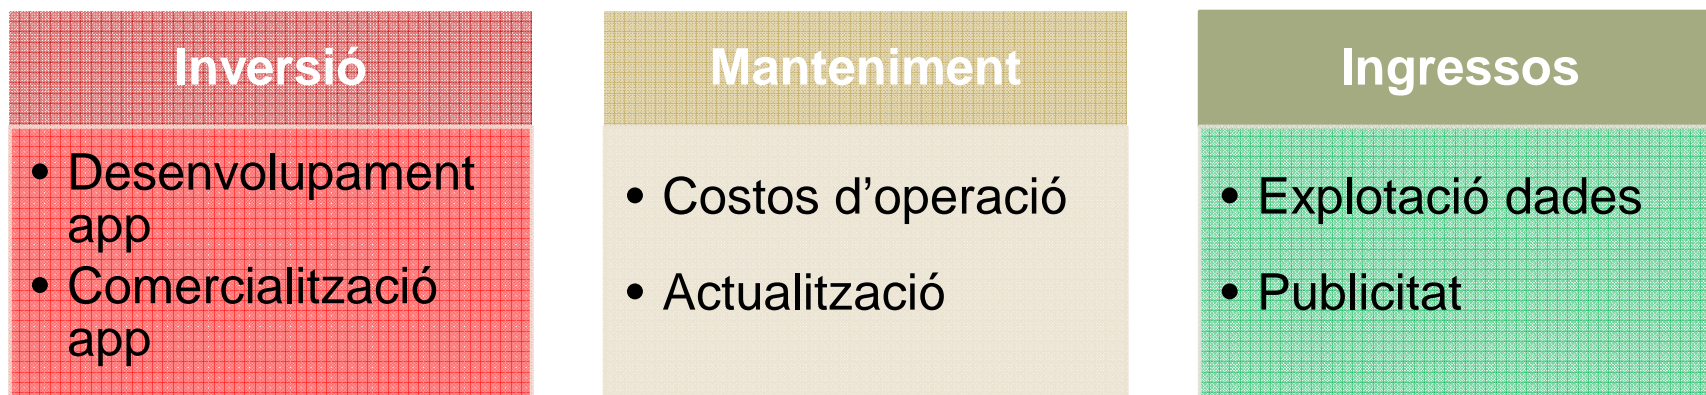 Inversió
• Desenvolupament
app
• Comercialització
app
Manteniment
• Costos d’operació
• Actualització
Ingressos
• Explotació dades
• Publicitat